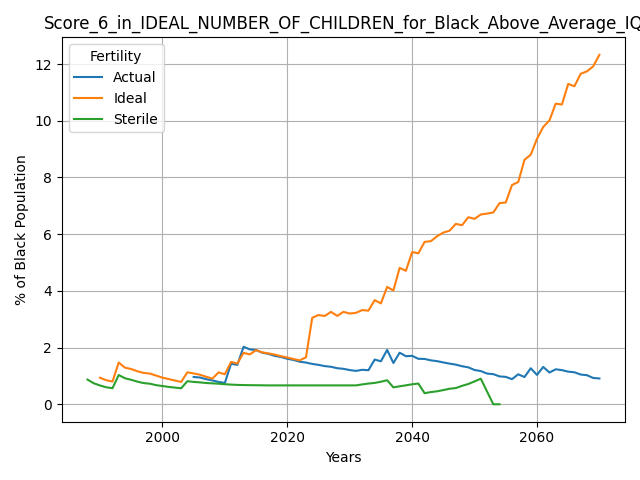 Score_6_in_IDEAL_NUMBER_OF_CHILDREN_for_Black_Above_Average_IQ
Fertility
Actual
Ideal
Sterile
% of Black Population
12
10
8
6
4
2
0
2000 2020 2040 2060
Years